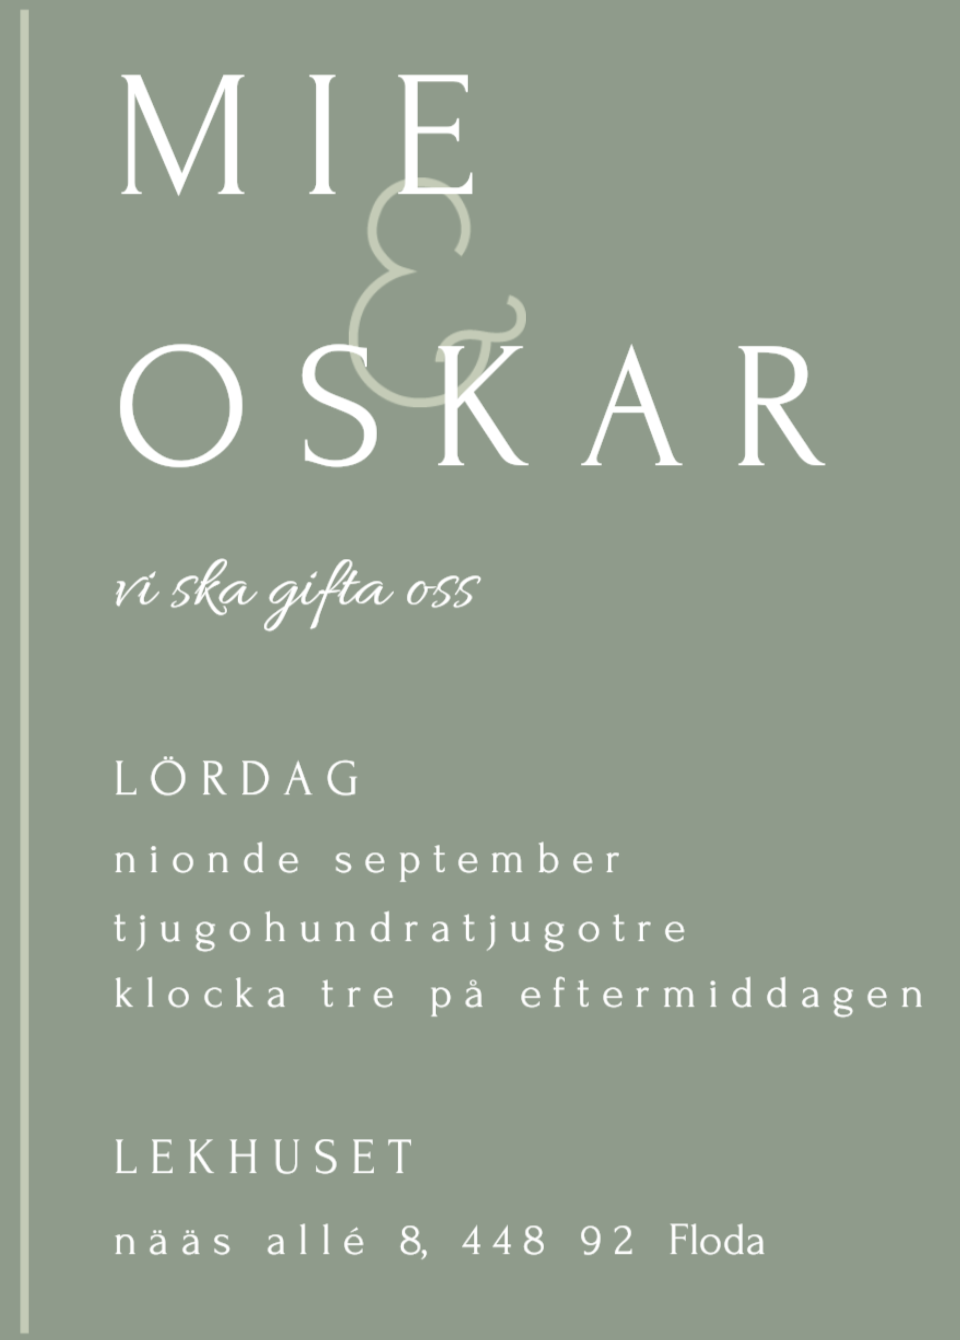 MIE
&
OSKAR
vi ska gifta oss
LÖRDAG
nionde september
tjugohundratjugotre
klocka tre på eftermiddagen
LEKHUSET
nääs allé 8, 448 92 Floda